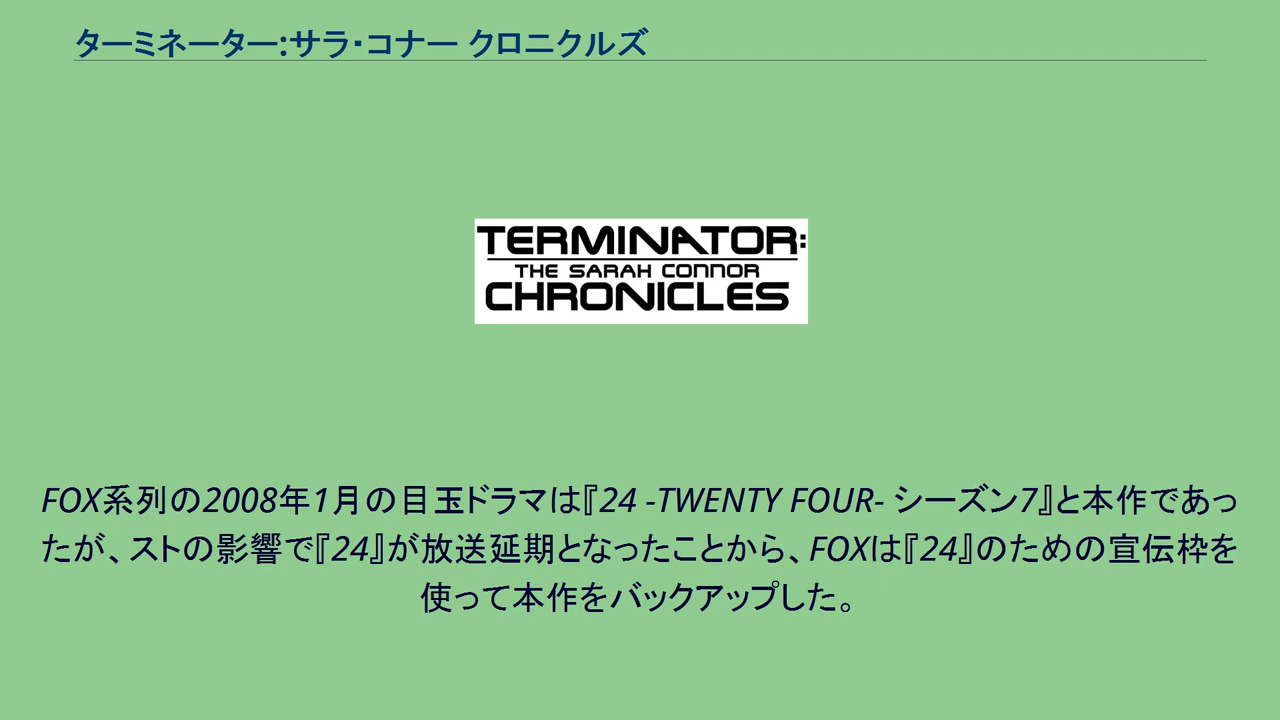 ターミネーター:サラ・コナー クロニクルズ
TERMINATOR:
THE SARAH CONNOR
CHRONICLES
FOX系列の2008年1月の目玉ドラマは『24 -TWENTY FOUR- シーズン7』と本作であっ
たが、ストの影響で『24』が放送延期となったことから、FOXは『24』のための宣伝枠を
使って本作をバックアップした。